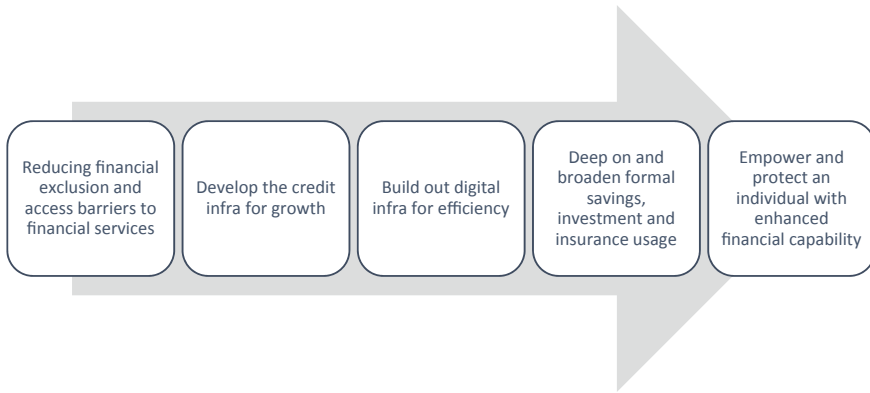 Reducing financial
exclusion and
access barriers to
financial services
Develop the credit
infra for growth
Build out digital
infra for efficiency
Deep on and
broaden formal
savings,
investment and
insurance usage
Empower and
protect an
individual with
enhanced
financial capability